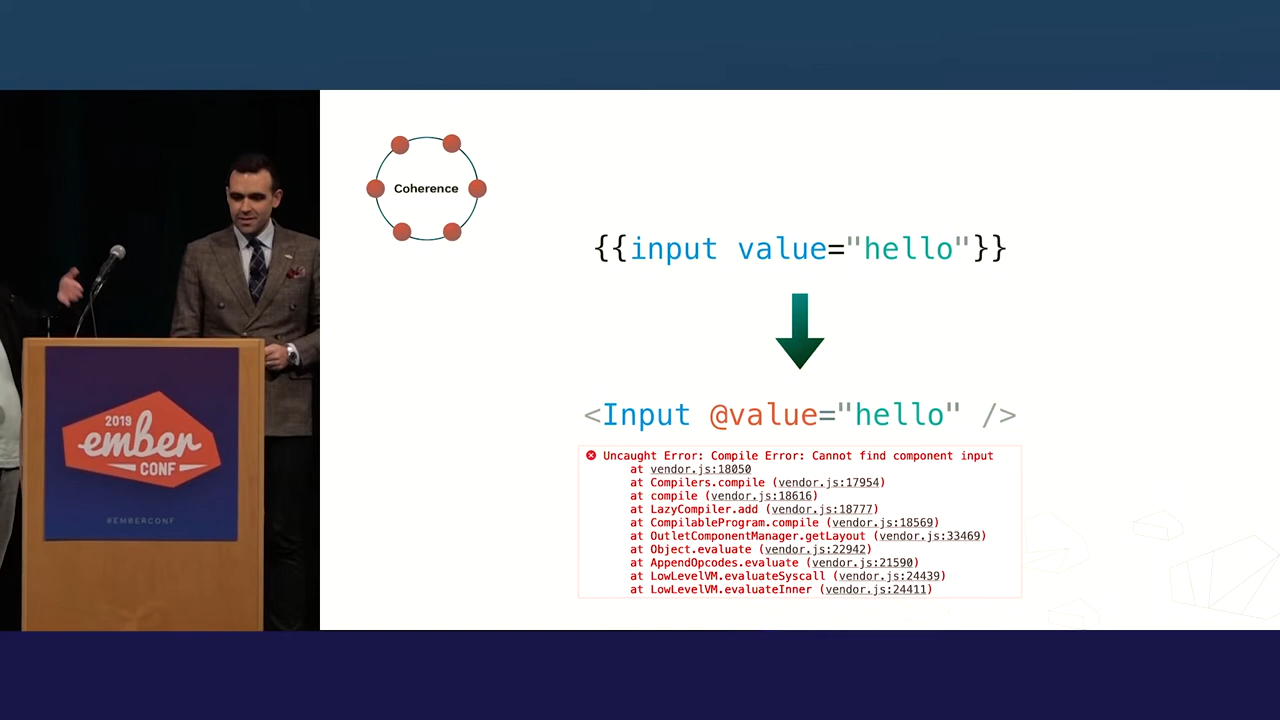 Coherence
{{input value="hello"}}
<Input @value="hello" />
Uncaught Error: Compile Error: Cannot find component input
at vendor.js:18050
at Compilers.compile (vendor.js:17954)
at compile (vendor.js:18616)
at LazyCompiler.add (vendor.js:18777)
at CompilableProgram.compile (vendor.js:18569)
at OutletComponentManager.getLayout (vendor.js:33469)
at Object.evaluate (vendor.js:22942)
at AppendOpcodes.evaluate (vendor.js:21590)
at LowLevelVM.evaluateSyscall (vendor.js:24439)
at LowLevelVM.evaluateInner (vendor.js:24411)
2019
ember
CONF
#EMBERCONF